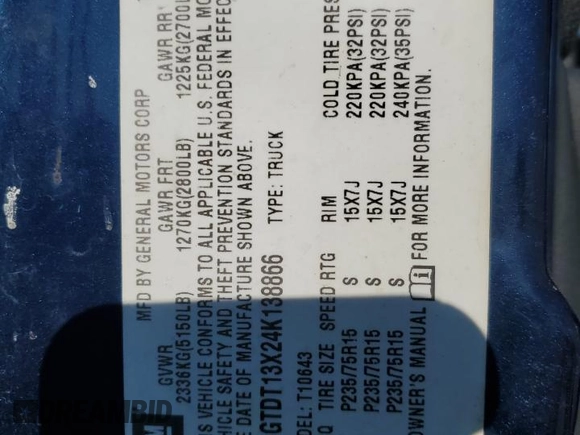 MFD BY GENERAL MOTORS CORP
GVWR GAWR FRT GAWR RR
2336KG(5150LB) 1270KG(2800LB) 1225KG(2700L
S VEHICLE CONFORMS TO ALL APPLICABLE U.S. FEDERAL MO
HICLE SAFETY AND THEFT PREVENTION STANDARDS IN EFFEC
E DATE OF MANUFACTURE SHOWN ABOVE.
GTDT13X24K138866 TYPE: TRUCK
DEL: T10643
Q TIRE SIZE SPEED RTG RIM COLD TIRE PRES
P235/75R15 S 15X7J 220KPA(32PSI)
P235/75R15 S 15X7J 220KPA(32PSI)
P235/75R15 S 15X7J 240KPA(35PSI)
OWNER'S MANUAL FOR MORE INFORMATION.